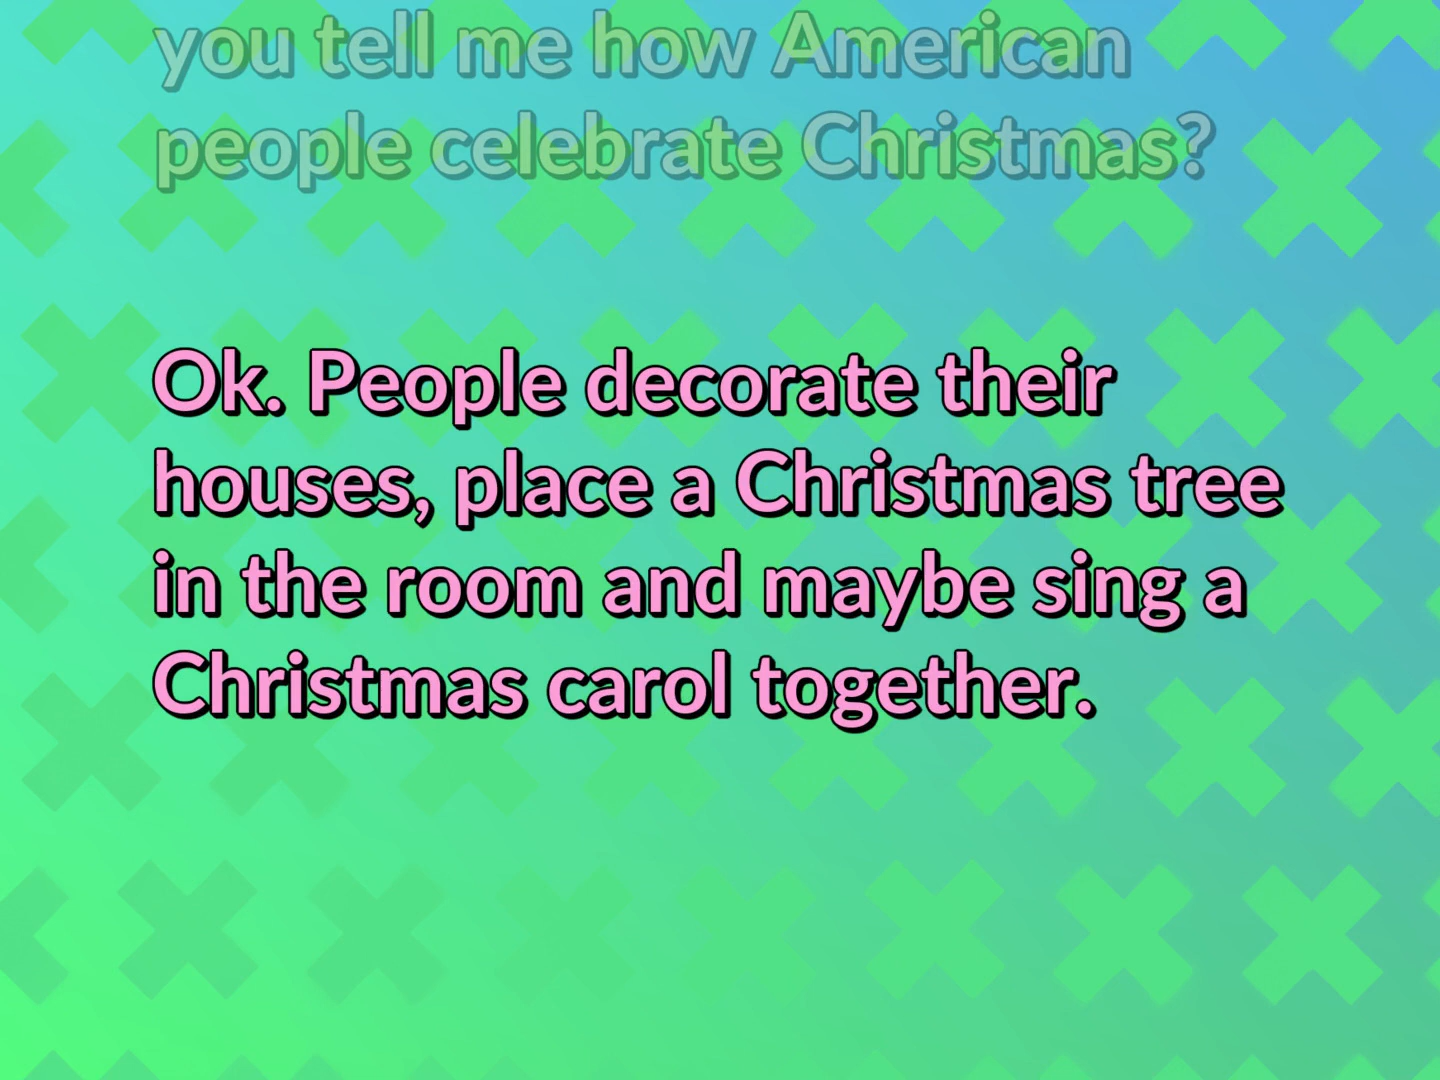 you tell me how American
people celebrate Christmas?
Ok. People decorate their
houses, place a Christmas tree
in the room and maybe sing a
Christmas carol together.